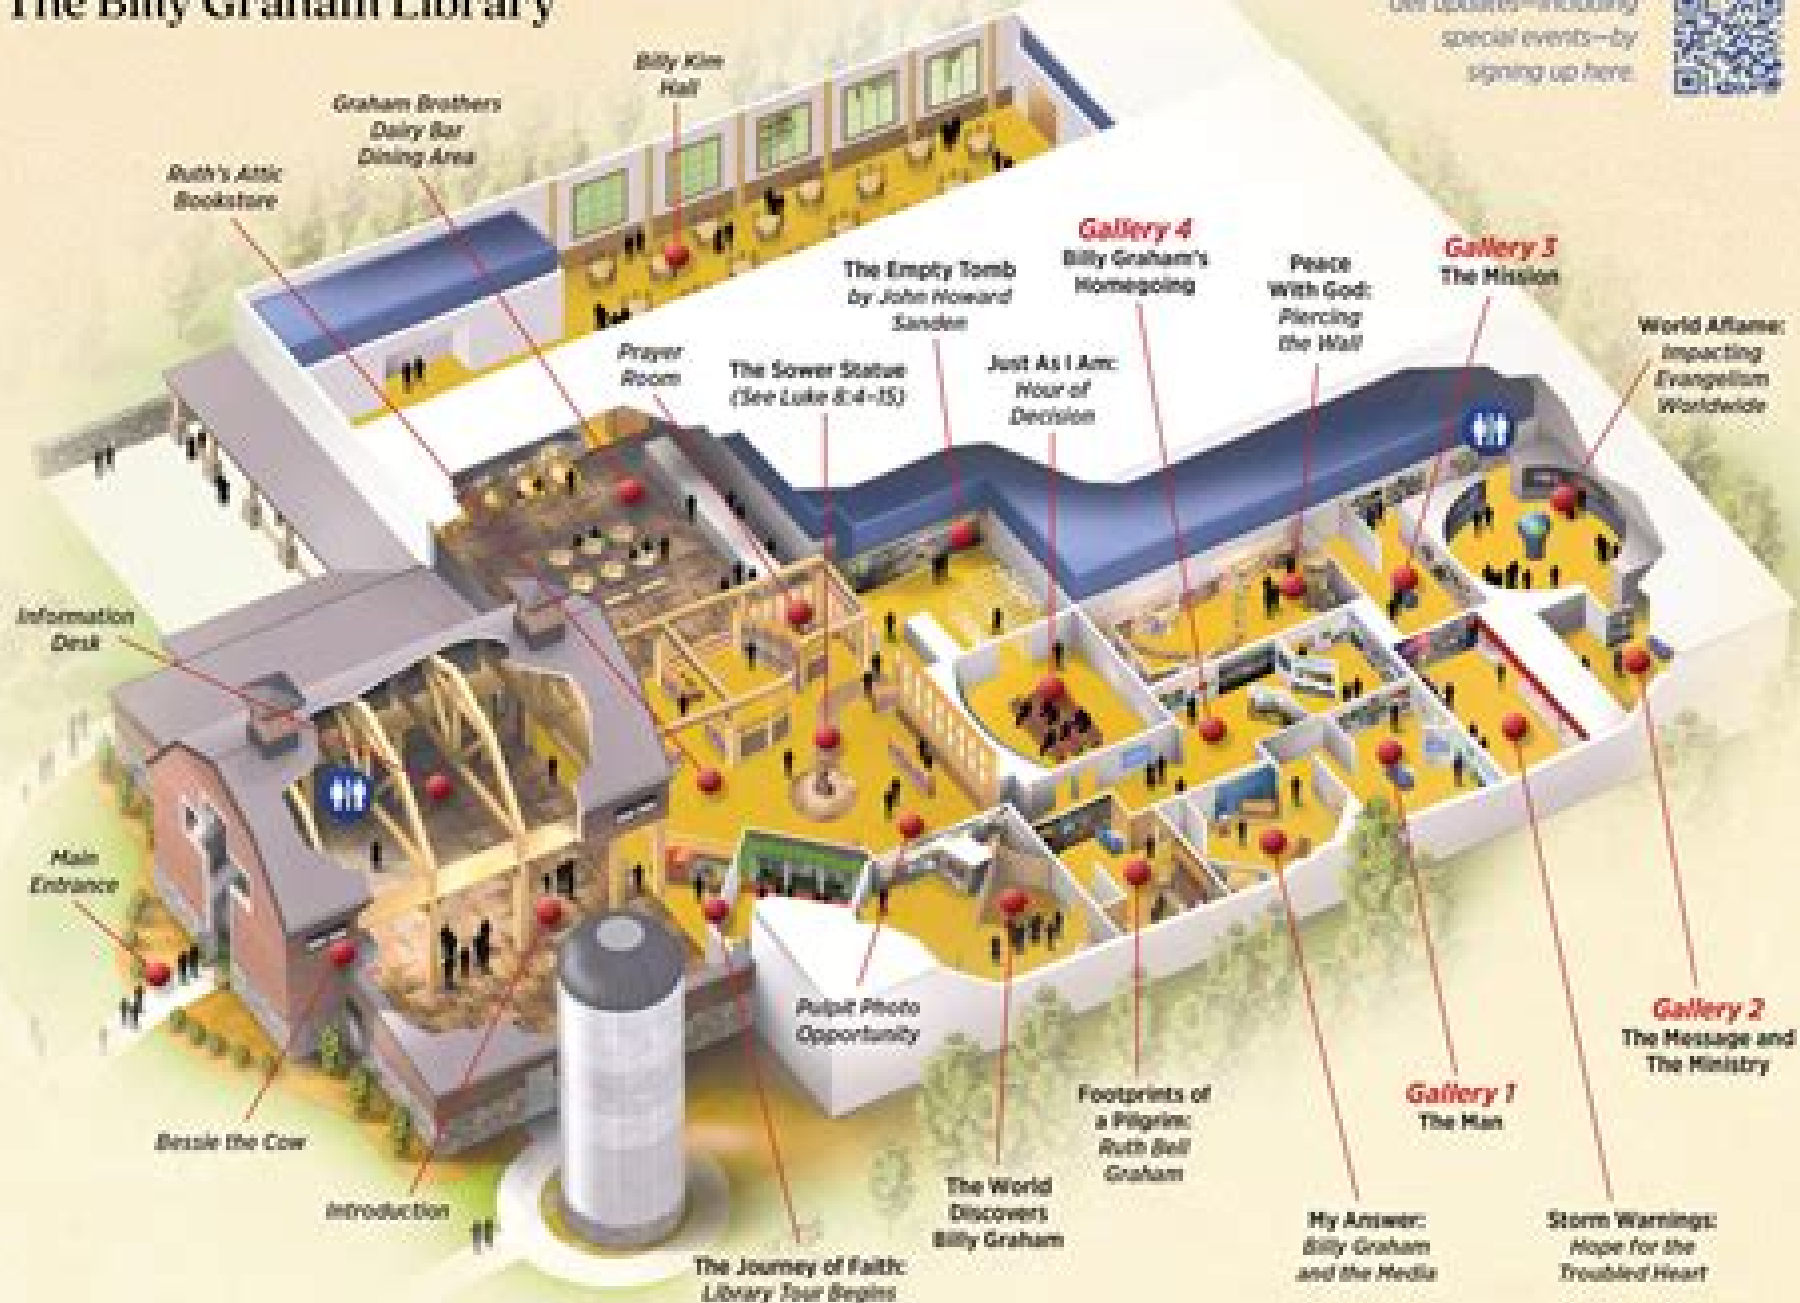 The Billy Graham Library
Get updates—including
special events—by
signing up here.
Billy Kim
Hall
Graham Brothers
Dairy Bar
Dining Area
Ruth's Attic
Bookstore
Prayer
Room
The Sower Statue
(See Luke 8:4–15)
The Empty Tomb
by John Howard
Sanden
Just As I Am:
Hour of
Decision
Gallery 4
Billy Graham's
Homegoing
Peace
With God:
Piercing
the Wall
Gallery 3
The Mission
World Aflame:
Impacting
Evangelism
Worldwide
Information
Desk
Main
Entrance
Bessie the Cow
Introduction
The Journey of Faith:
Library Tour Begins
Pulpit Photo
Opportunity
The World
Discovers
Billy Graham
Footprints of
a Pilgrim:
Ruth Bell
Graham
My Answer:
Billy Graham
and the Media
Gallery 1
The Man
Storm Warnings:
Hope for the
Troubled Heart
Gallery 2
The Message and
The Ministry